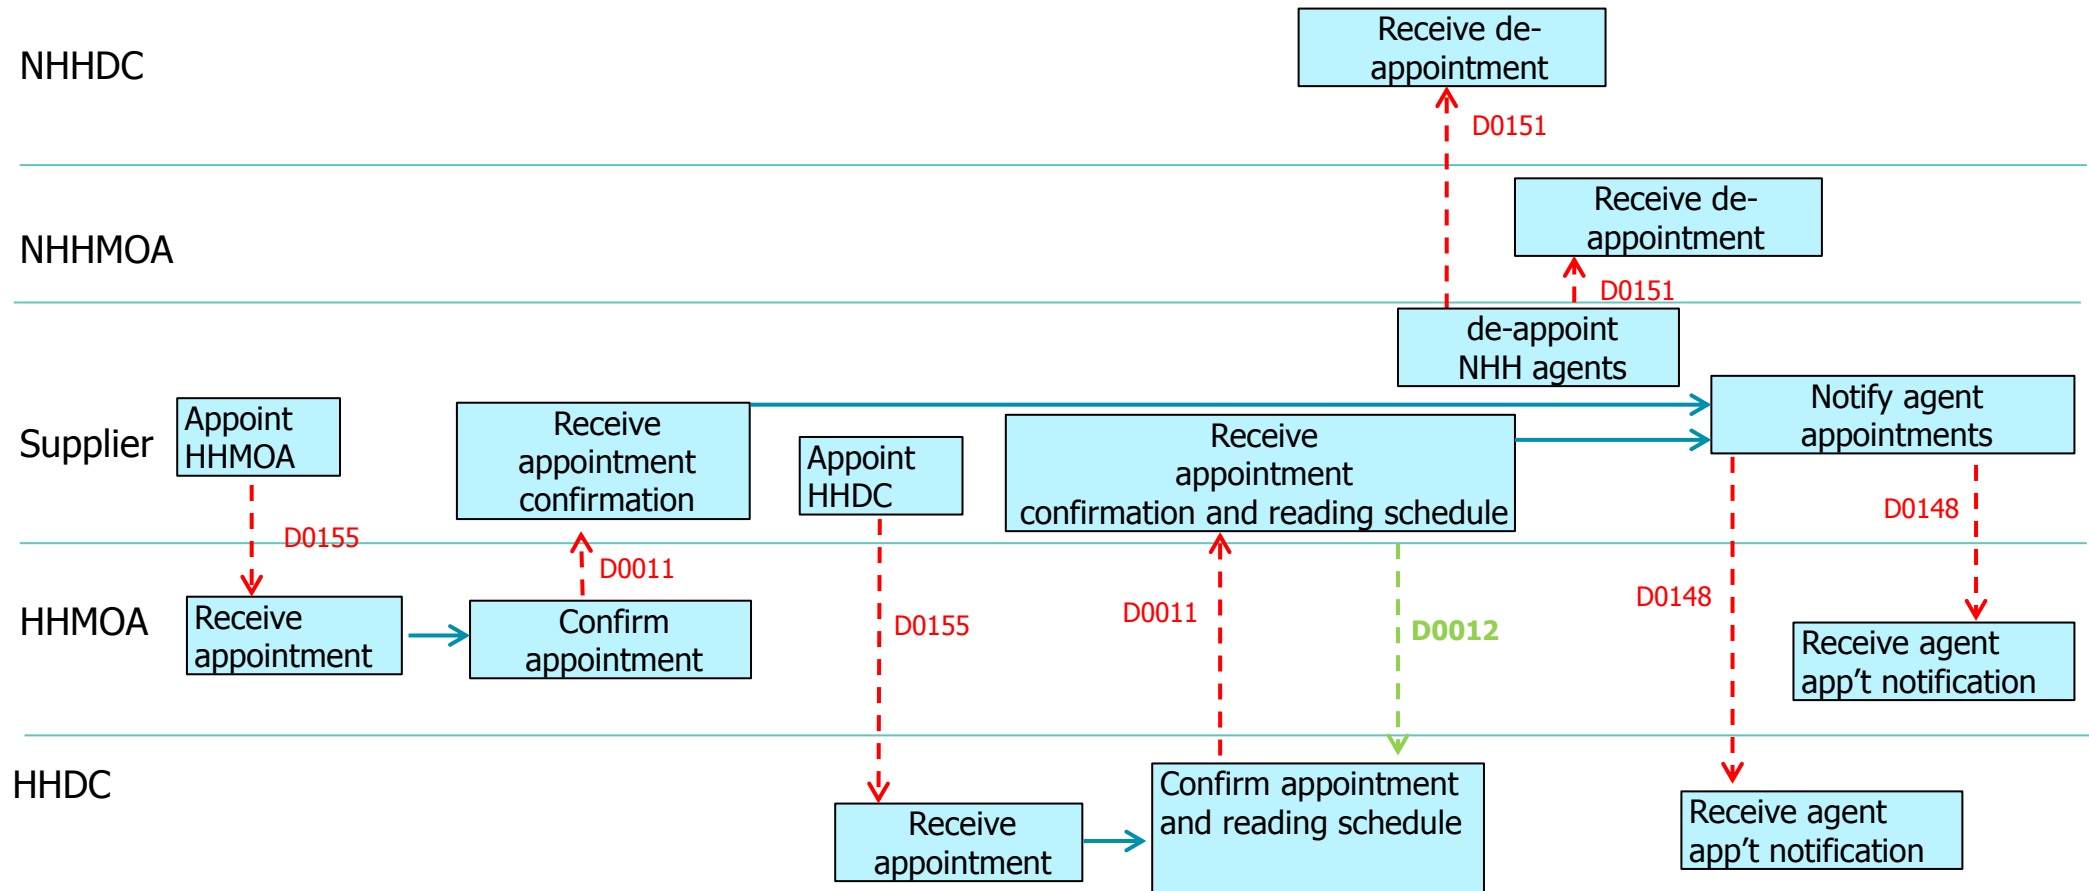 NHHDC
Receive de-
appointment
D0151
NHHMOA
Receive de-
appointment
D0151
de-appoint
NHH agents
Supplier
Appoint
HHMOA
Receive
appointment
confirmation
Appoint
HHDC
Receive
appointment
confirmation and reading schedule
Notify agent
appointments
D0155
D0011
D0148
HHMOA
Receive
appointment
Confirm
appointment
D0155
D0011
D0012
D0148
Receive agent
app’t notification
HHDC
Receive
appointment
Confirm appointment
and reading schedule
Receive agent
app’t notification